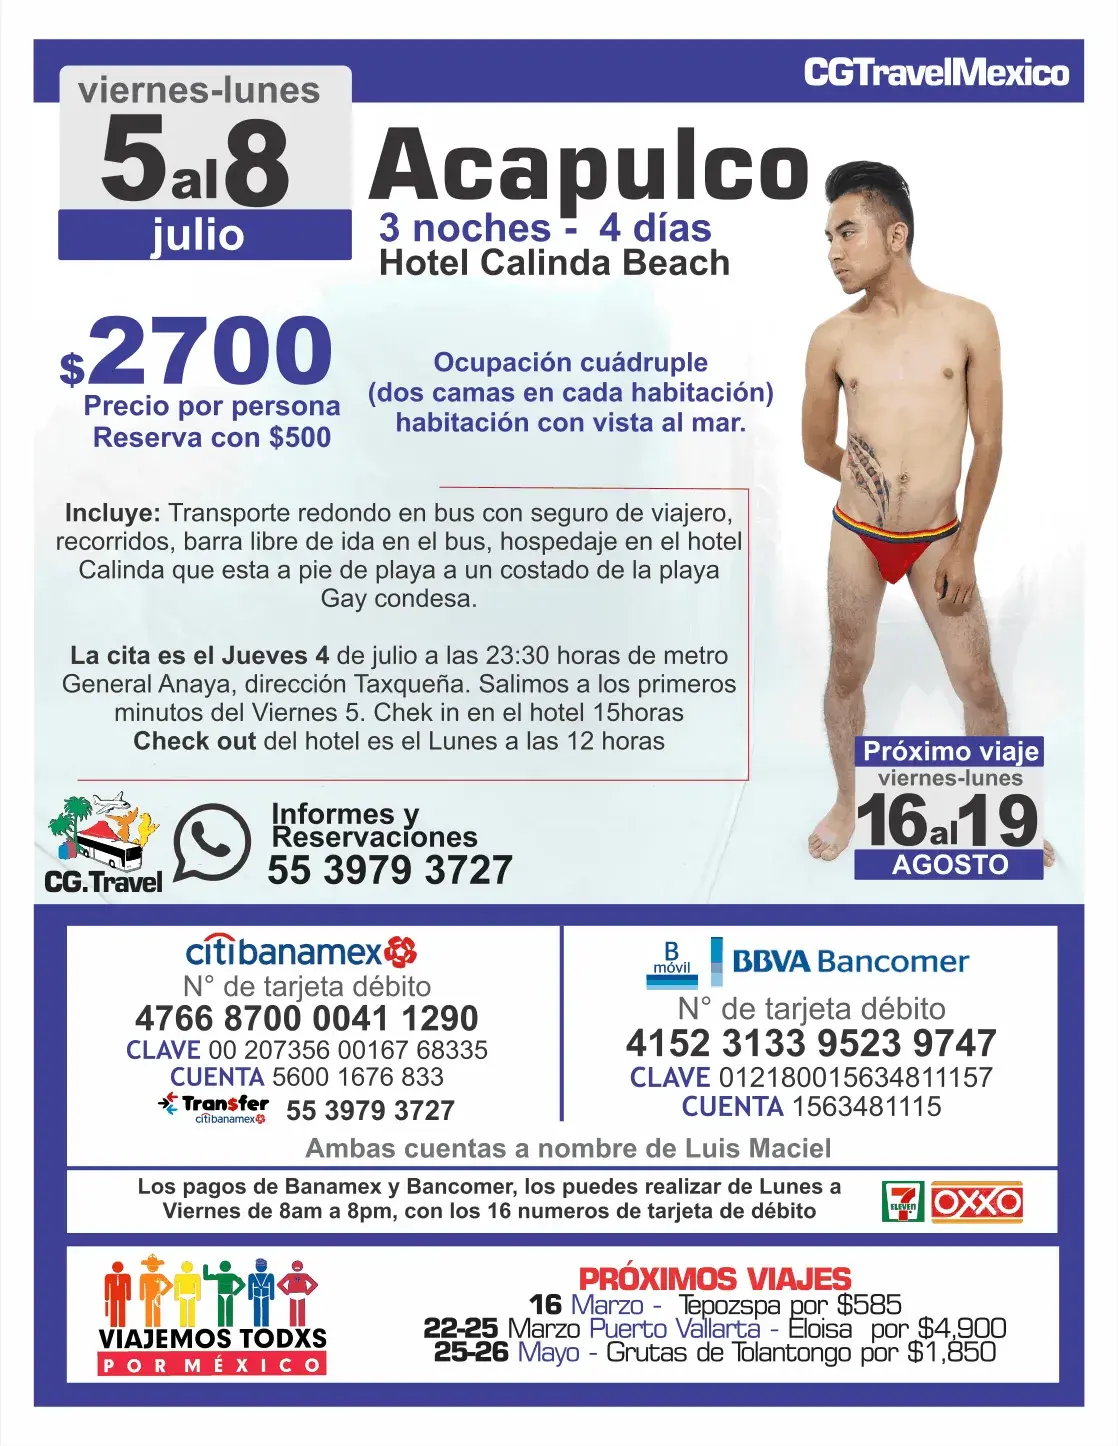 CGTravelMexico
viernes-lunes
5 al 8
julio
Acapulco
3 noches - 4 días
Hotel Calinda Beach
$2700
Precio por persona
Reserva con $500
Ocupación cuádruple
(dos camas en cada habitación)
habitación con vista al mar.
Incluye: Transporte redondo en bus con seguro de viajero,
recorridos, barra libre de ida en el bus, hospedaje en el hotel
Calinda que esta a pie de playa a un costado de la playa
Gay condesa.
La cita es el Jueves 4 de julio a las 23:30 horas de metro
General Anaya, dirección Taxqueña. Salimos a los primeros
minutos del Viernes 5. Chek in en el hotel 15horas
Check out del hotel es el Lunes a las 12 horas
Próximo viaje
viernes-lunes
16 al 19
AGOSTO
CG.Travel
Informes y
Reservaciones
55 3979 3727
citibanamex
N° de tarjeta débito
4766 8700 0041 1290
CLAVE 00 207356 00167 68335
CUENTA 5600 1676 833
Transfer
citibanamex
55 3979 3727
B
móvil
BBVA Bancomer
N° de tarjeta débito
4152 3133 9523 9747
CLAVE 012180015634811157
CUENTA 1563481115
Ambas cuentas a nombre de Luis Maciel
Los pagos de Banamex y Bancomer, los puedes realizar de Lunes a
Viernes de 8am a 8pm, con los 16 numeros de tarjeta de débito
7
ELEVEN
OXXO
VIAJEMOS TODXS
POR MÉXICO
PRÓXIMOS VIAJES
16 Marzo - Tepozspa por $585
22-25 Marzo Puerto Vallarta - Eloisa por $4,900
25-26 Mayo - Grutas de Tolantongo por $1,850